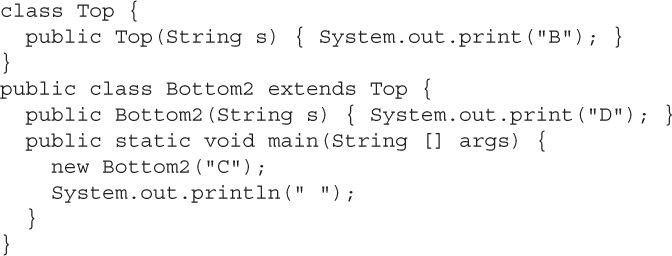 class Top {
  public Top(String s) { System.out.print("B"); }
}
public class Bottom2 extends Top {
  public Bottom2(String s) { System.out.print("D"); }
  public static void main(String [] args) {
    new Bottom2("C");
    System.out.println(" ");
  }
}